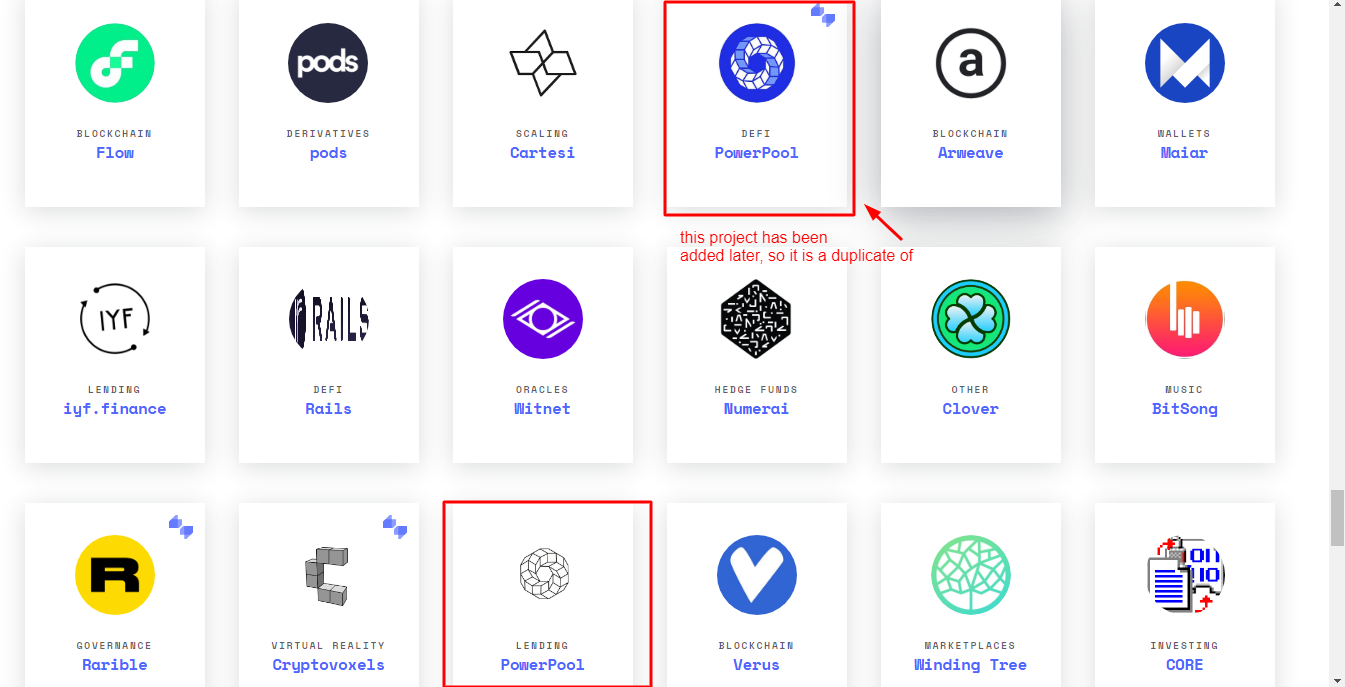 pods
a
BLOCKCHAIN
Flow
DERIVATIVES
pods
SCALING
Cartesi
DEFI
PowerPool
BLOCKCHAIN
Arweave
WALLETS
Maiar
this project has been
added later, so it is a duplicate of
IYF
RAILS
LENDING
iyf.finance
DEFI
Rails
ORACLES
Witnet
HEDGE FUNDS
Numerai
OTHER
Clover
MUSIC
BitSong
R
GOVERNANCE
Rarible
VIRTUAL REALITY
Cryptovoxels
LENDING
PowerPool
BLOCKCHAIN
Verus
MARKETPLACES
Winding Tree
INVESTING
CORE